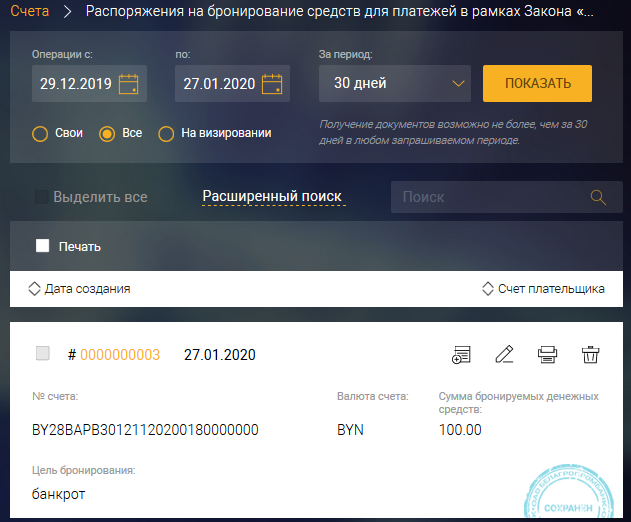 Счета > Распоряжения на бронирование средств для платежей в рамках Закона «...
Операции с: по: За период:
29.12.2019 27.01.2020 30 дней ПОКАЗАТЬ
Свои Все На визировании
Получение документов возможно не более, чем за 30
дней в любом запрашиваемом периоде.
Выделить все Расширенный поиск Поиск
Печать
Дата создания Счет плательщика
# 0000000003 27.01.2020
№ счета: Валюта счета: Сумма бронируемых денежных
средств:
BY28BAPB30121120200180000000 BYN 100.00
Цель бронирования:
банкрот
ОАО БЕЛАГРОПРОМБАНК
СОХРАНЕН